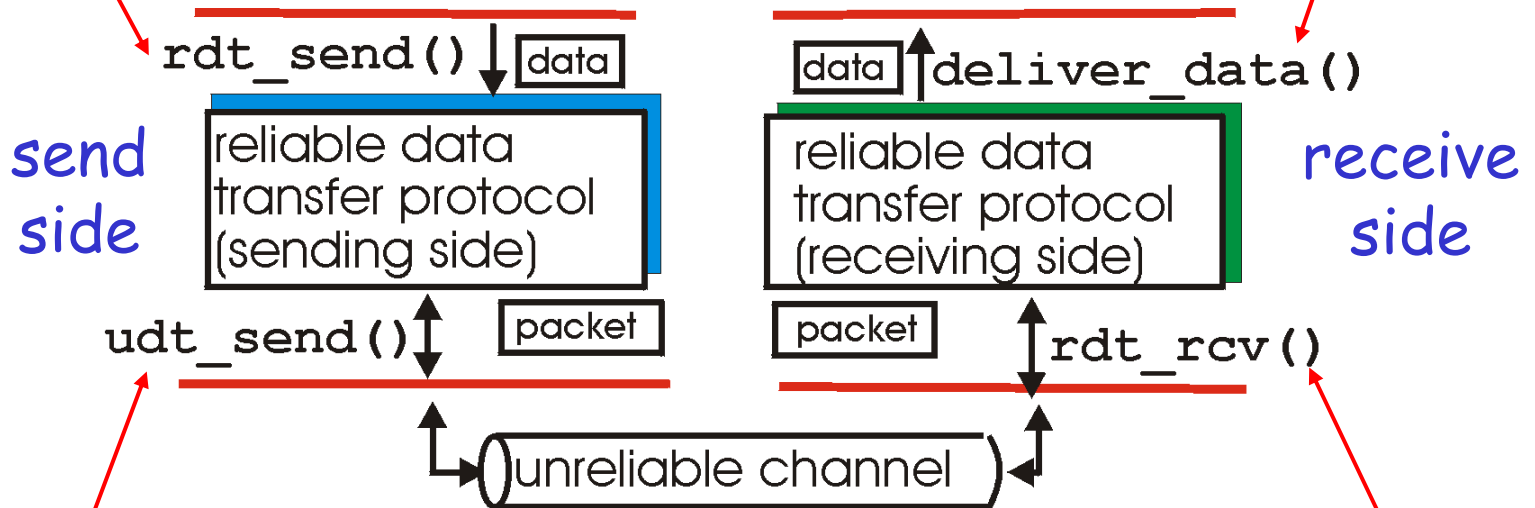 rdt_send()
data
data
deliver_data()
send
side
reliable data
transfer protocol
(sending side)
reliable data
transfer protocol
(receiving side)
receive
side
udt_send()
packet
packet
rdt_rcv()
unreliable channel